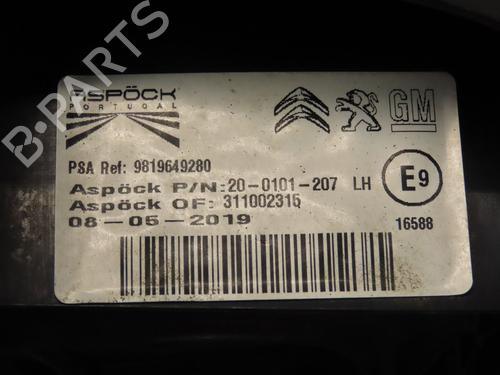 ASPÖCK
PORTUGAL
GM
PSA Ref: 9819649280
Aspöck P/N:20-0101-207 LH
Aspöck OF: 311002315
08-05-2019
E9
16588
B-PARTS